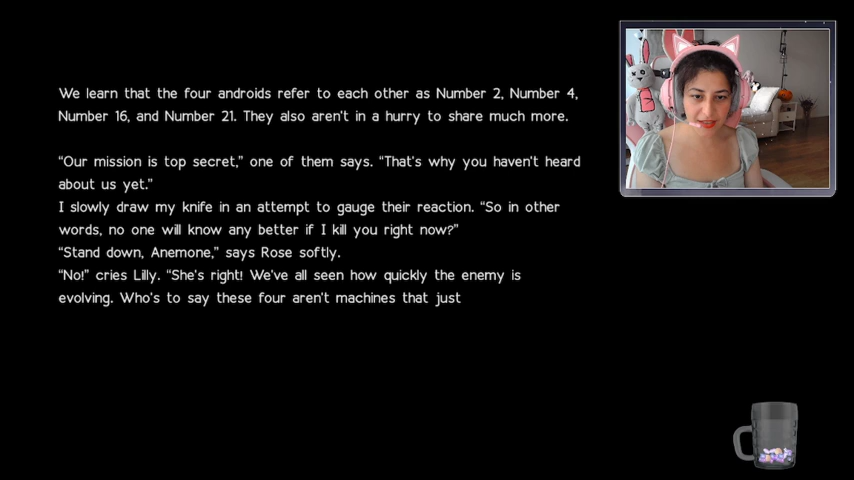 We learn that the four androids refer to each other as Number 2, Number 4,
Number 16, and Number 21. They also aren't in a hurry to share much more.
“Our mission is top secret,” one of them says. “That's why you haven't heard
about us yet.”
I slowly draw my knife in an attempt to gauge their reaction. “So in other
words, no one will know any better if I kill you right now?”
“Stand down, Anemone,” says Rose softly.
“No!” cries Lilly. “She's right! We've all seen how quickly the enemy is
evolving. Who's to say these four aren't machines that just